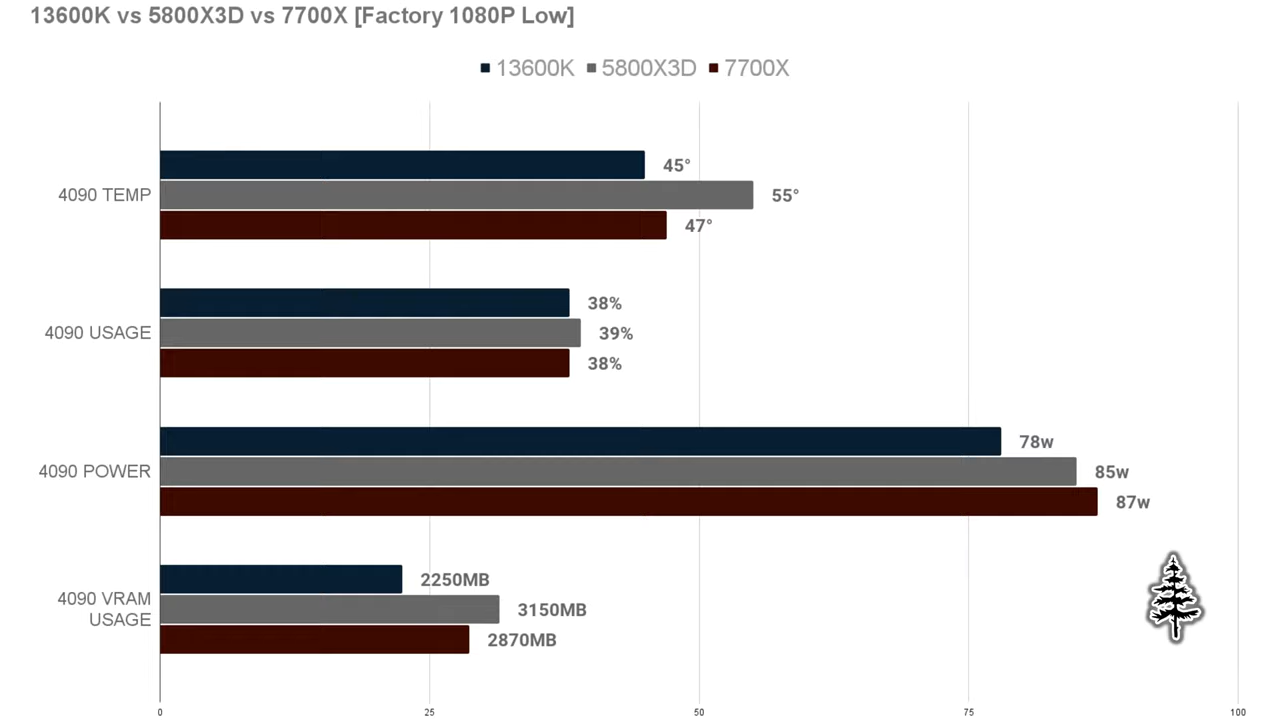 13600K vs 5800X3D vs 7700X [Factory 1080P Low]
13600K 5800X3D 7700X
4090 TEMP
45°
55°
47°
4090 USAGE
38%
39%
38%
4090 POWER
78w
85w
87w
4090 VRAM
USAGE
2250MB
3150MB
2870MB
0 25 50 75 100